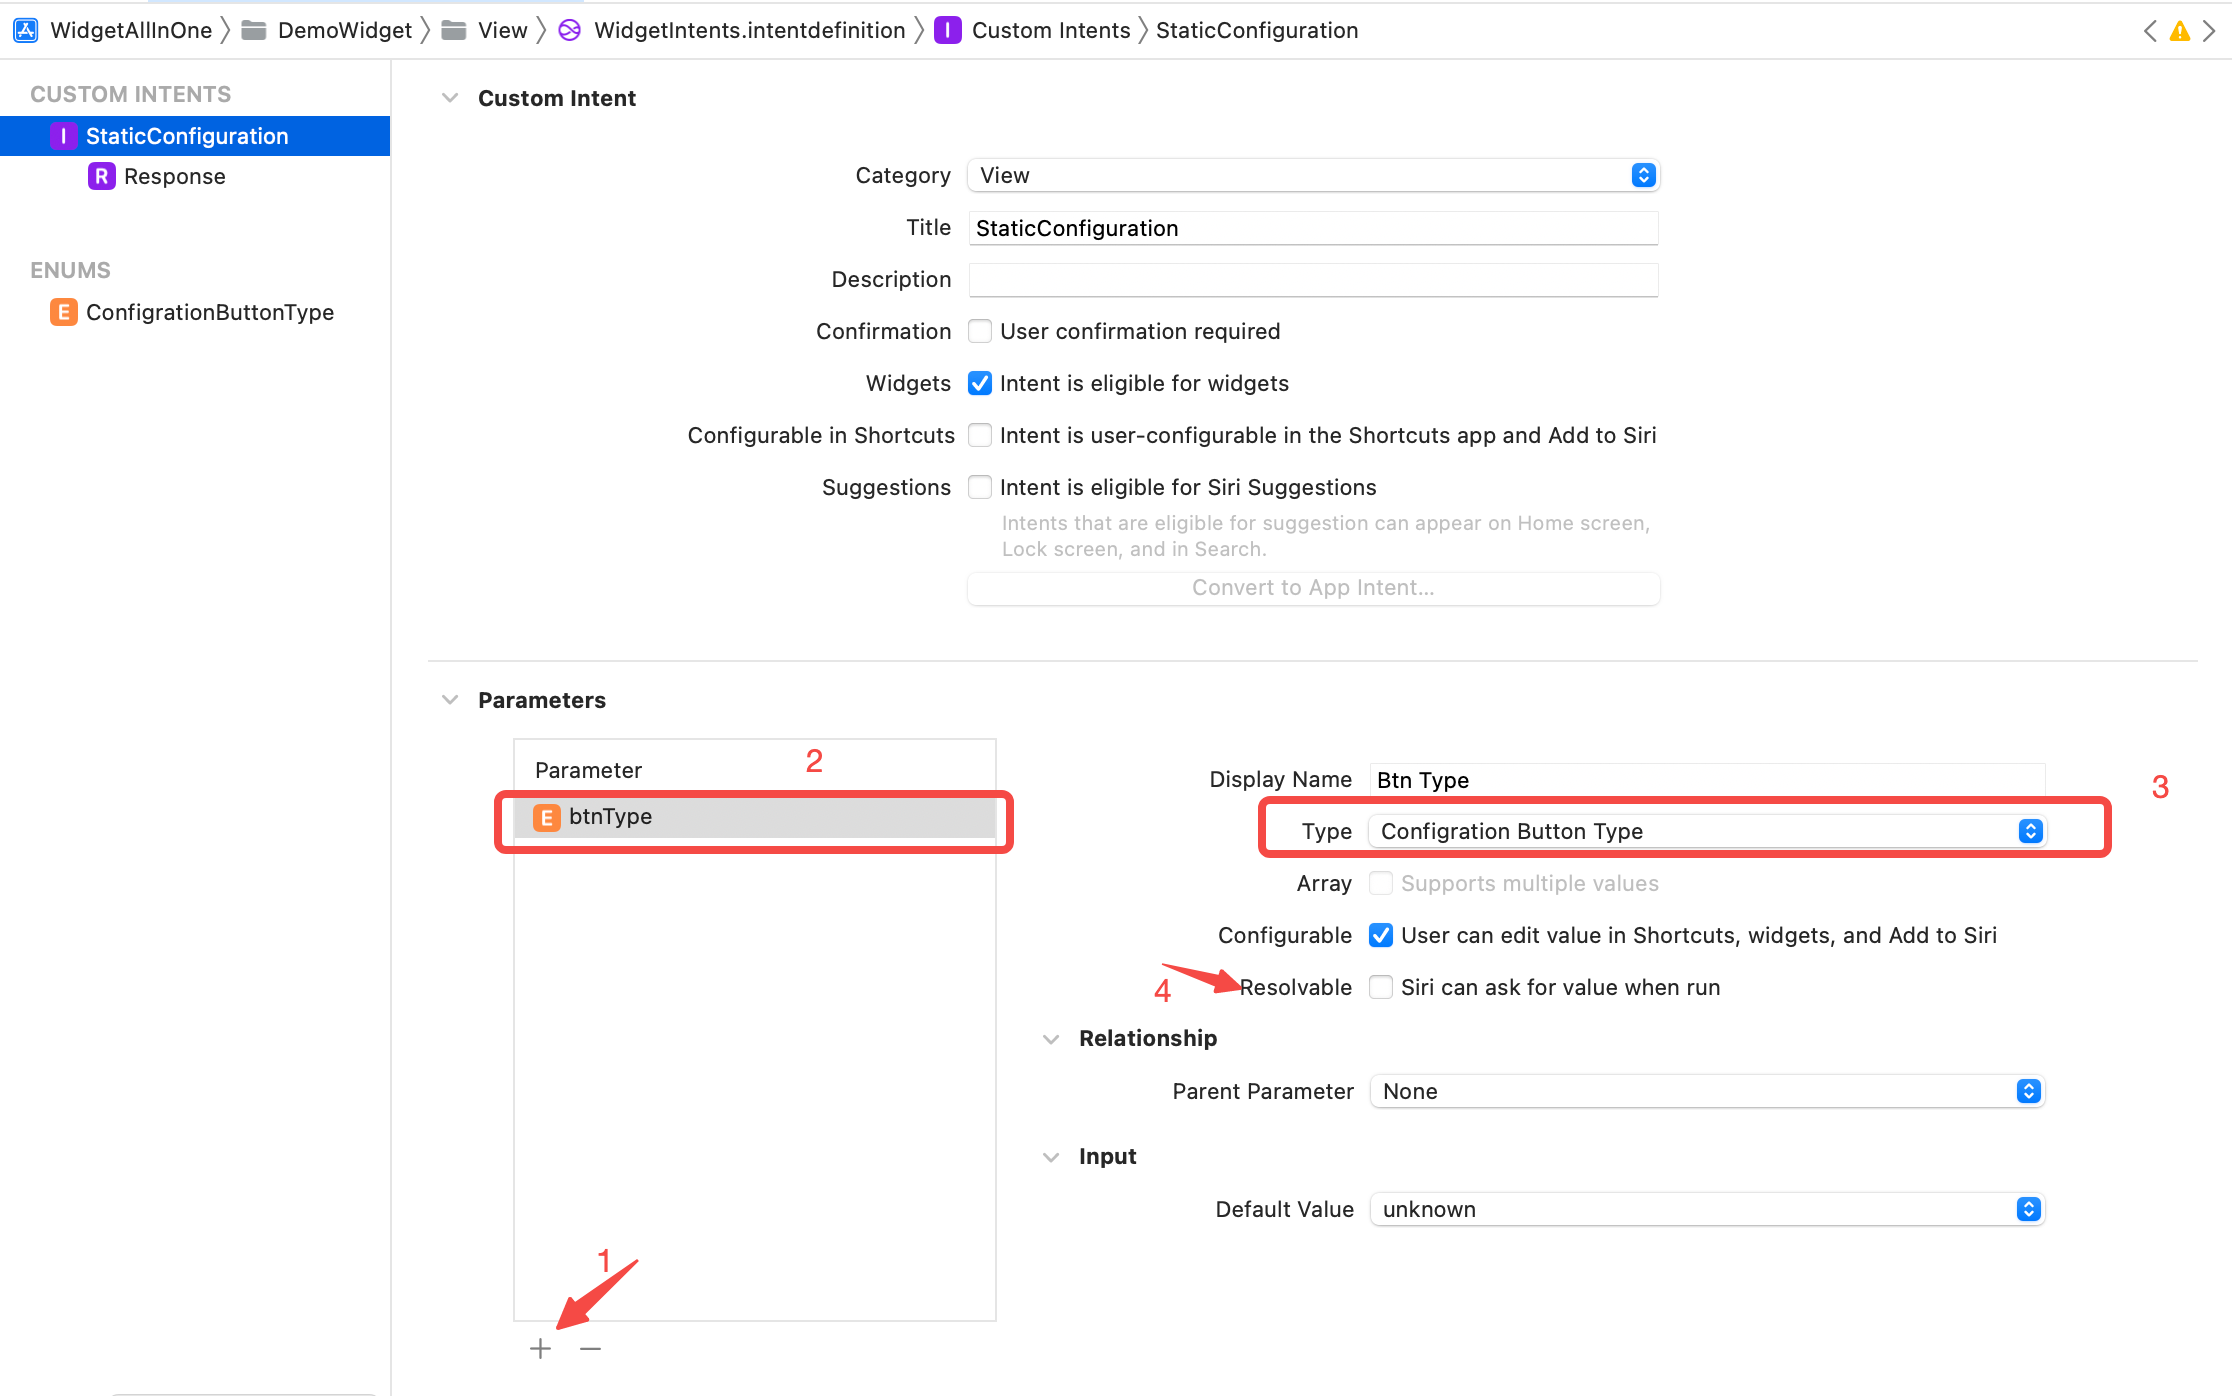 WidgetAllInOne DemoWidget View WidgetIntents.intentdefinition I Custom Intents StaticConfiguration
CUSTOM INTENTS
I StaticConfiguration
R Response
ENUMS
E ConfigrationButtonType
Custom Intent
Category View
Title StaticConfiguration
Description
Confirmation User confirmation required
Widgets Intent is eligible for widgets
Configurable in Shortcuts Intent is user-configurable in the Shortcuts app and Add to Siri
Suggestions Intent is eligible for Siri Suggestions
Intents that are eligible for suggestion can appear on Home screen,
Lock screen, and in Search.
Convert to App Intent...
Parameters
Parameter 2
E btnType
1
+ −
Display Name Btn Type 3
Type Configration Button Type
Array Supports multiple values
Configurable User can edit value in Shortcuts, widgets, and Add to Siri
4 Resolvable Siri can ask for value when run
Relationship
Parent Parameter None
Input
Default Value unknown